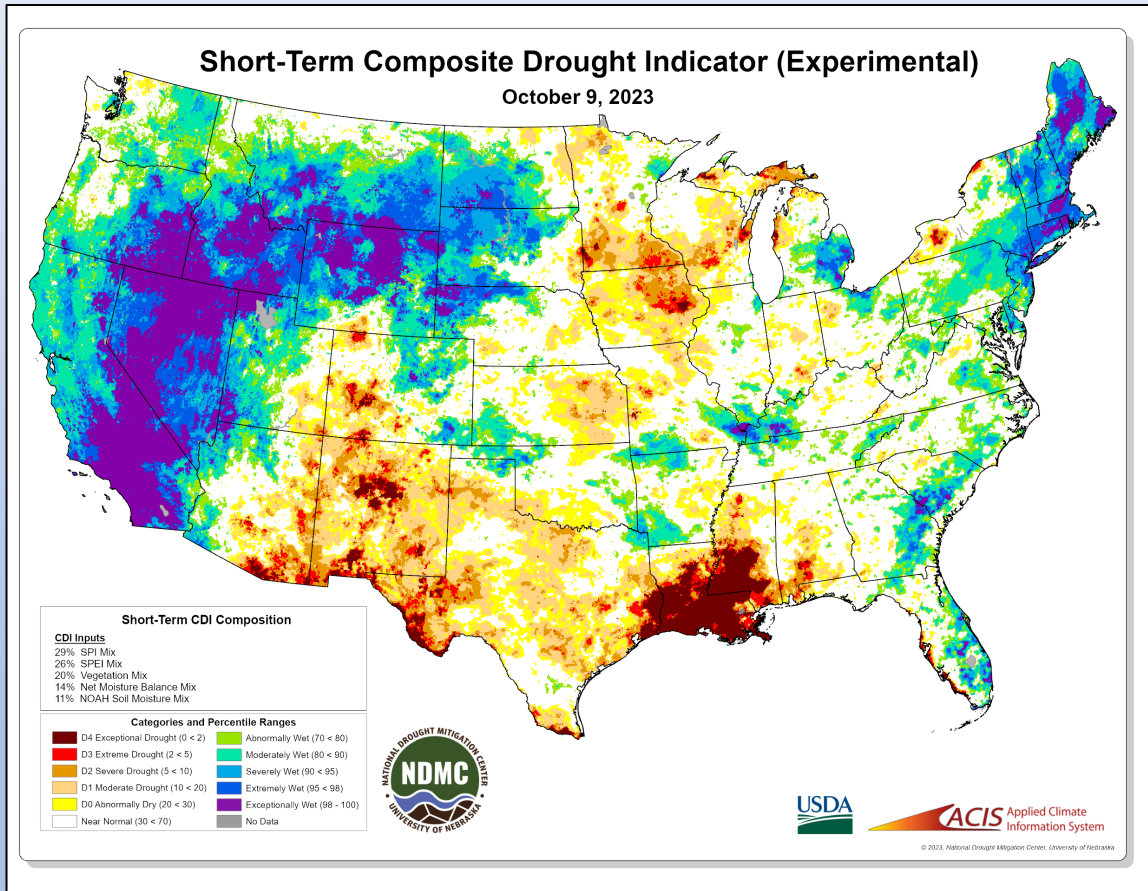 Short-Term Composite Drought Indicator (Experimental)
October 9, 2023
Short-Term CDI Composition
CDI Inputs
29% SPI Mix
26% SPEI Mix
20% Vegetation Mix
14% Net Moisture Balance Mix
11% NOAH Soil Moisture Mix
Categories and Percentile Ranges
D4 Exceptional Drought (0 < 2)
D3 Extreme Drought (2 < 5)
D2 Severe Drought (5 < 10)
D1 Moderate Drought (10 < 20)
D0 Abnormally Dry (20 < 30)
Near Normal (30 < 70)
Abnormally Wet (70 < 80)
Moderately Wet (80 < 90)
Severely Wet (90 < 95)
Extremely Wet (95 < 98)
Exceptionally Wet (98 - 100)
No Data
NATIONAL DROUGHT MITIGATION CENTER
NDMC
UNIVERSITY OF NEBRASKA
USDA
ACIS Applied Climate
Information System
© 2023, National Drought Mitigation Center, University of Nebraska